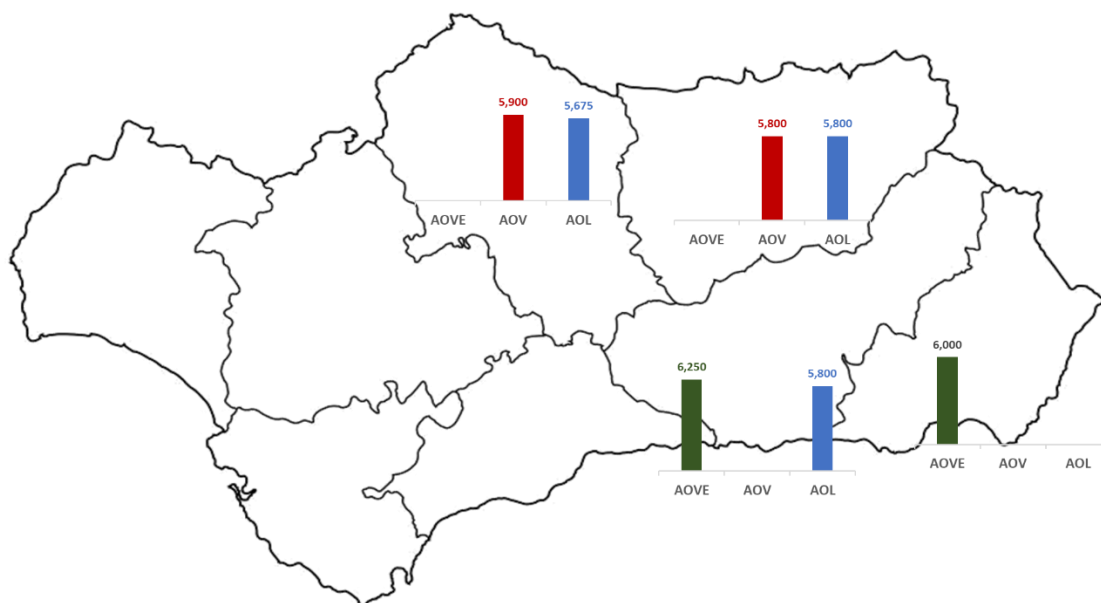 5,900 5,675
AOVE AOV AOL
5,800 5,800
AOVE AOV AOL
6,250 5,800
AOVE AOV AOL
6,000
AOVE AOV AOL